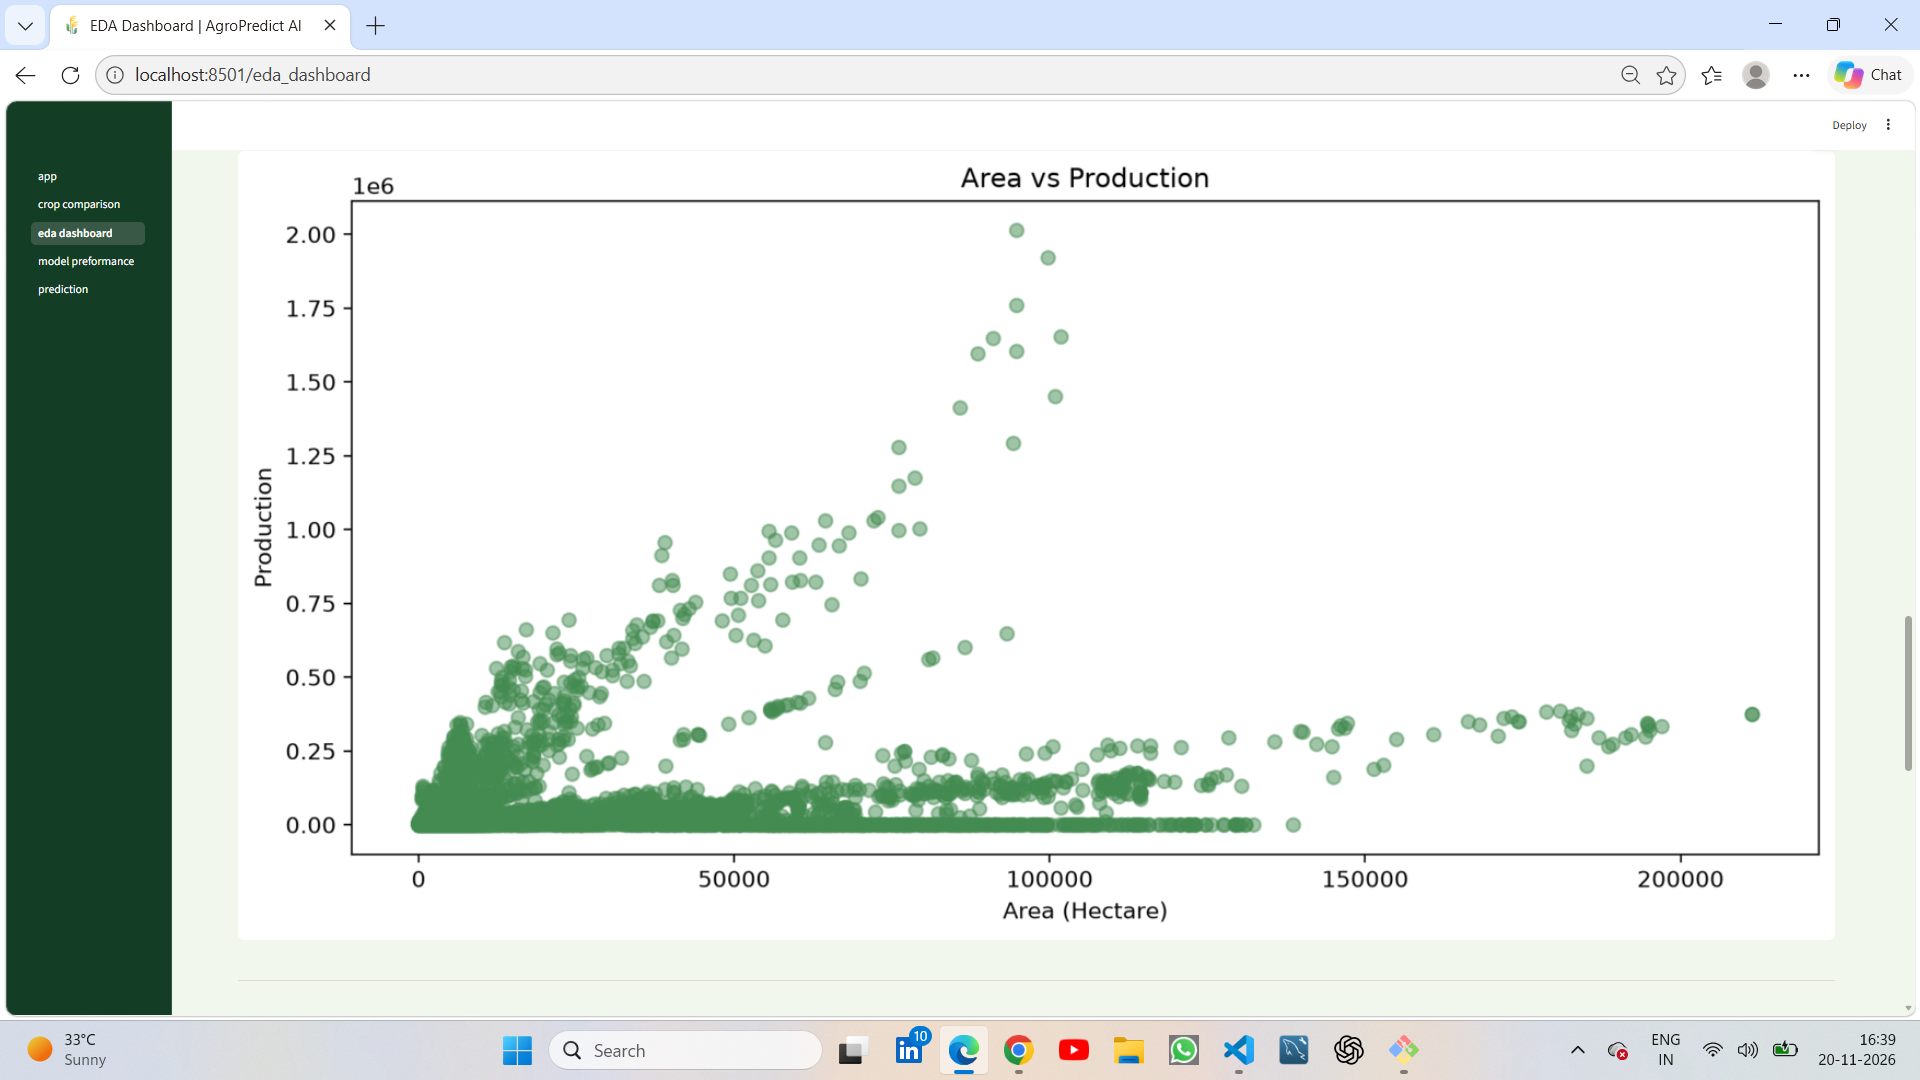 EDA Dashboard | AgroPredict AI
localhost:8501/eda_dashboard
Chat
Deploy
app
crop comparison
eda dashboard
model preformance
prediction
Area vs Production
1e6
2.00
1.75
1.50
1.25
1.00
0.75
0.50
0.25
0.00
Production
0 50000 100000 150000 200000
Area (Hectare)
33°C
Sunny
Search
10
ENG
IN
16:39
20-11-2026